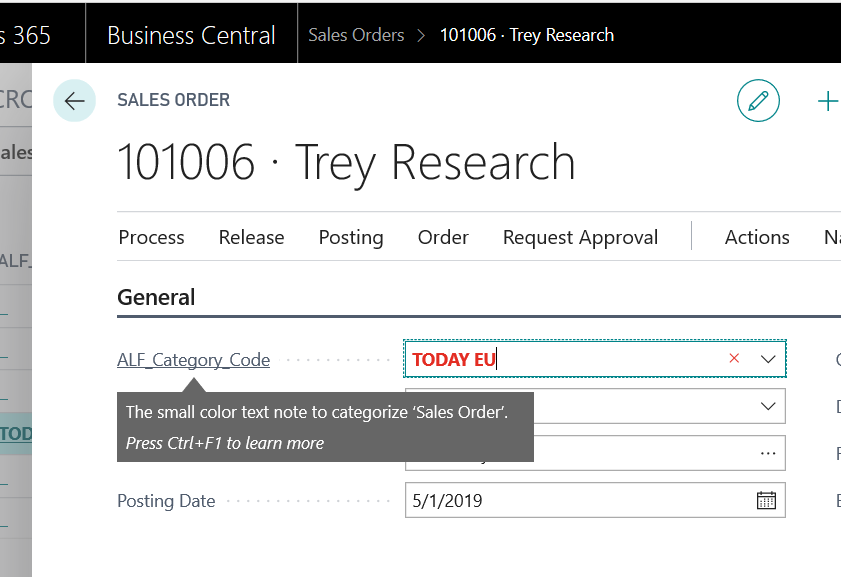 s 365
Business Central
Sales Orders > 101006 · Trey Research
SALES ORDER
101006 · Trey Research
Process
Release
Posting
Order
Request Approval
Actions
General
ALF_Category_Code
TODAY EU
The small color text note to categorize ‘Sales Order’.
Press Ctrl+F1 to learn more
Posting Date
5/1/2019
ales
ALF_
TOD